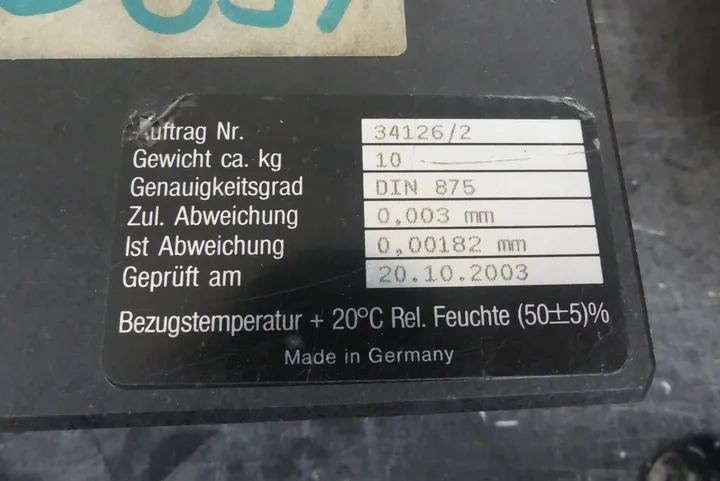 Auftrag Nr. 34126/2
Gewicht ca. kg 10
Genauigkeitsgrad DIN 875
Zul. Abweichung 0,003 mm
Ist Abweichung 0,00182 mm
Geprüft am 20.10.2003
Bezugstemperatur + 20°C Rel. Feuchte (50±5)%
Made in Germany